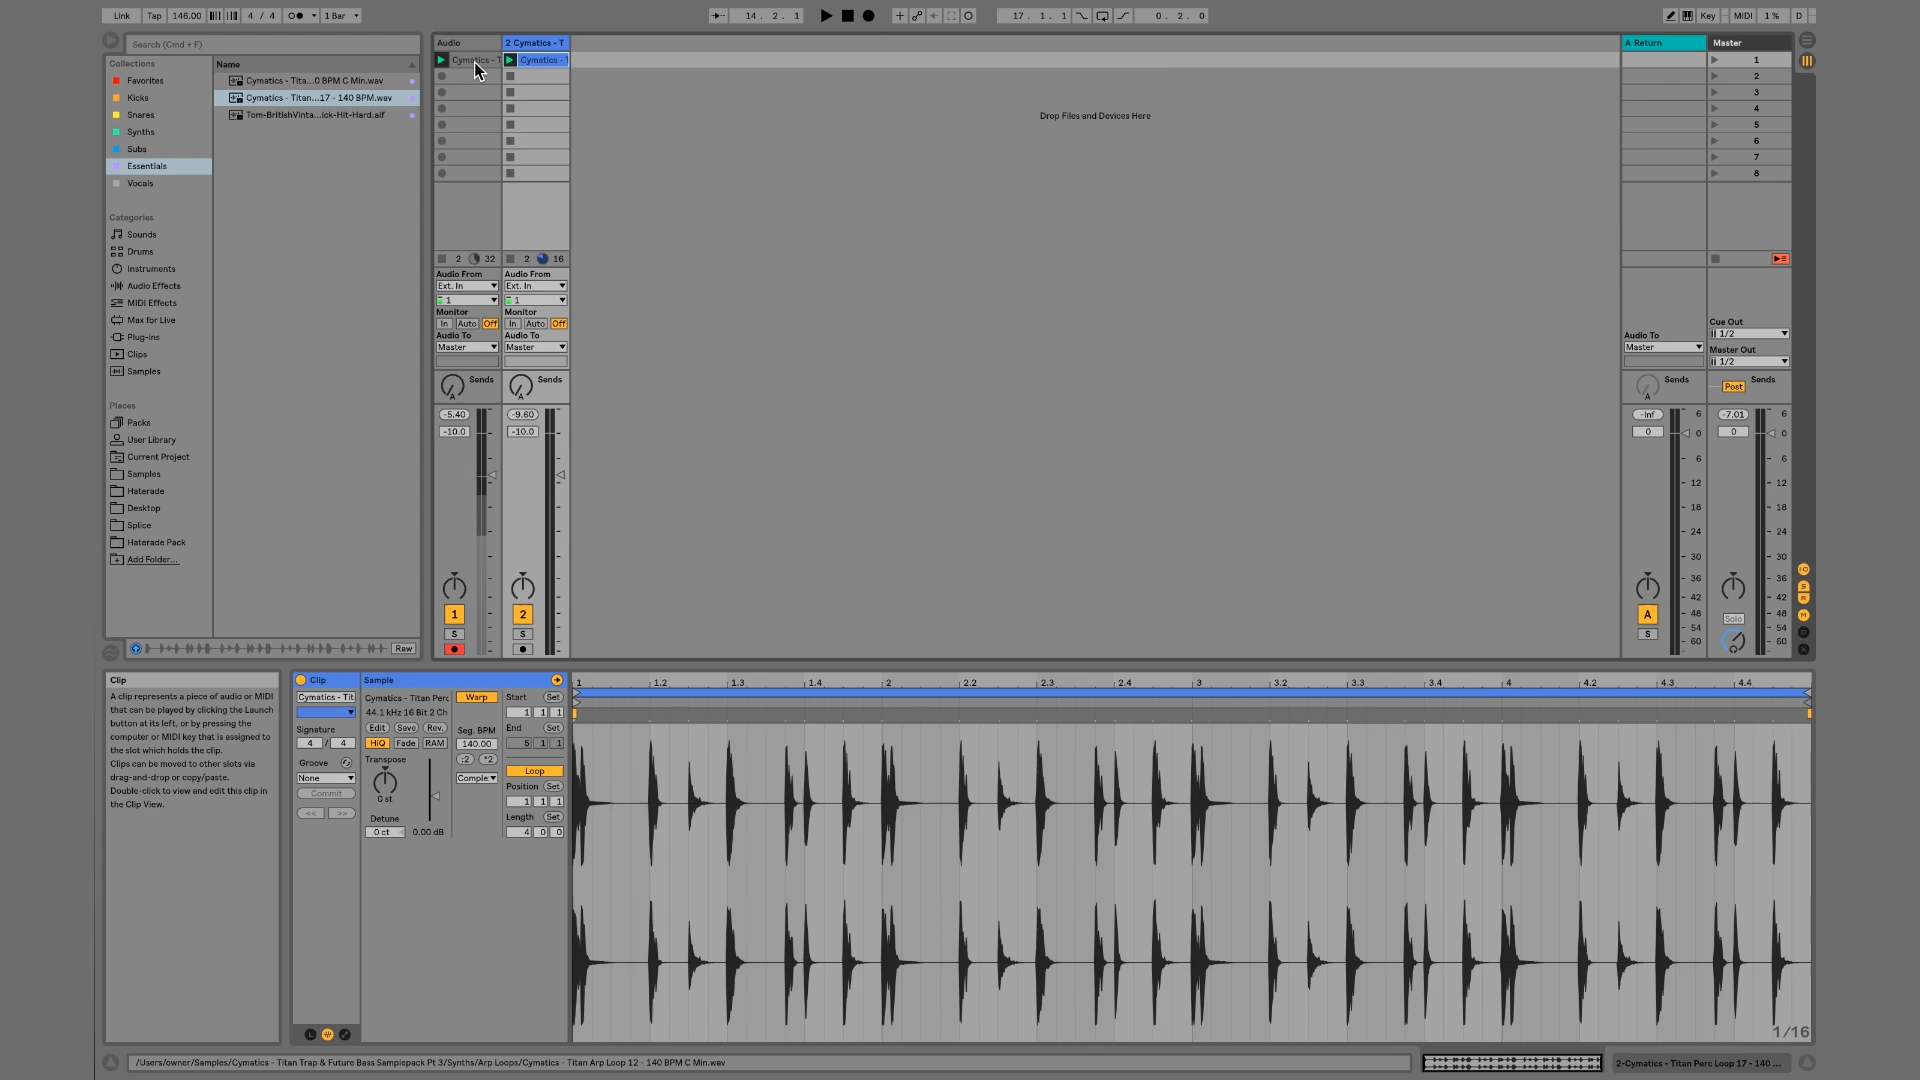 Link Tap 146.00 4 / 4 1 Bar 14 . 2 . 1 17 . 1 . 1 0 . 2 . 0 Key MIDI 1 % D
Search (Cmd + F)
Collections
Favorites
Kicks
Snares
Synths
Subs
Essentials
Vocals
Categories
Sounds
Drums
Instruments
Audio Effects
MIDI Effects
Max for Live
Plug-ins
Clips
Samples
Places
Packs
User Library
Current Project
Samples
Haterade
Desktop
Splice
Haterade Pack
Add Folder...
Name
Cymatics - Tita...0 BPM C Min.wav
Cymatics - Titan...17 - 140 BPM.wav
Tom-BritishVinta...ick-Hit-Hard.aif
Rew
Audio 2 Cymatics - T
Cymatics - T Cymatics - T
Drop Files and Devices Here
2 32 2 16
Audio From Audio From
Ext. In Ext. In
1 1
Monitor Monitor
In Auto Off In Auto Off
Audio To Audio To
Master Master
Sends Sends
A A
-5.40 -9.60
-10.0 -10.0
1 2
S S
A Return Master
1
2
3
4
5
6
7
8
Cue Out
1/2
Audio To Master Out
Master 1/2
Sends Post Sends
A
-Inf 6 -7.01 6
0 0 0 0
6 6
12 12
18 18
24 24
30 30
36 36
42 42
A 48 48
Solo
S 54 54
60 60
Clip
A clip represents a piece of audio or MIDI
that can be played by clicking the Launch
button at its left, or by pressing the
computer or MIDI key that is assigned to
the slot which holds the clip.
Clips can be moved to other slots via
drag-and-drop or copy/paste.
Double-click to view and edit this clip in
the Clip View.
Clip
Cymatics - Tit
Signature
4 / 4
Groove
None
Commit
<< >>
Sample
Cymatics - Titan Perc
44.1 kHz 16 Bit 2 Ch
Edit Save Rev.
HiQ Fade RAM
Transpose
0 st
Detune
0 ct 0.00 dB
Warp
Seg. BPM
140.00
:2 *2
Comple
Start Set
1 1 1
End Set
5 1 1
Loop
Position Set
1 1 1
Length Set
4 0 0
1 1.2 1.3 1.4 2 2.2 2.3 2.4 3 3.2 3.3 3.4 4 4.2 4.3 4.4
1/16
/Users/owner/Samples/Cymatics - Titan Trap & Future Bass Samplepack Pt 3/Synths/Arp Loops/Cymatics - Titan Arp Loop 12 - 140 BPM C Min.wav
2-Cymatics - Titan Perc Loop 17 - 140 ...